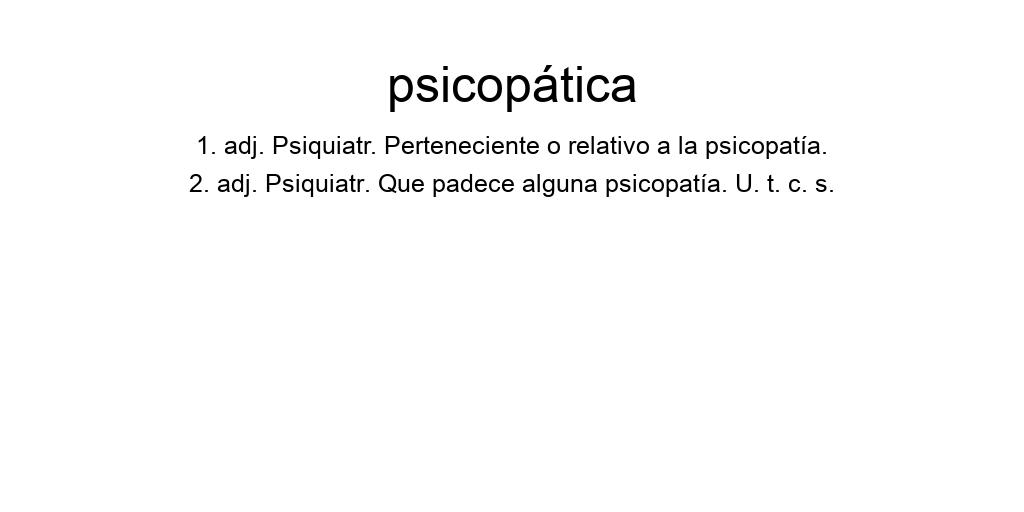 psicopática
1. adj. Psiquiatr. Perteneciente o relativo a la psicopatía.
2. adj. Psiquiatr. Que padece alguna psicopatía. U. t. c. s.